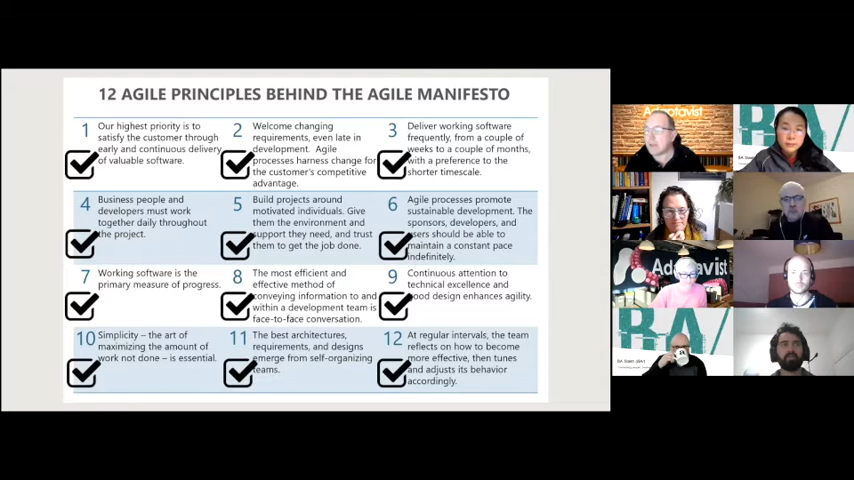 12 AGILE PRINCIPLES BEHIND THE AGILE MANIFESTO
1
Our highest priority is to
satisfy the customer through
early and continuous delivery
of valuable software.
2
Welcome changing
requirements, even late in
development. Agile
processes harness change for
the customer's competitive
advantage.
3
Deliver working software
frequently, from a couple of
weeks to a couple of months,
with a preference to the
shorter timescale.
4
Business people and
developers must work
together daily throughout
the project.
5
Build projects around
motivated individuals. Give
them the environment and
support they need, and trust
them to get the job done.
6
Agile processes promote
sustainable development. The
sponsors, developers, and
users should be able to
maintain a constant pace
indefinitely.
7
Working software is the
primary measure of progress.
8
The most efficient and
effective method of
conveying information to and
within a development team is
face-to-face conversation.
9
Continuous attention to
technical excellence and
good design enhances agility.
10
Simplicity – the art of
maximizing the amount of
work not done – is essential.
11
The best architectures,
requirements, and designs
emerge from self-organizing
teams.
12
At regular intervals, the team
reflects on how to become
more effective, then tunes
and adjusts its behavior
accordingly.
Adaptavist
BA/
Adaptavist
BA/